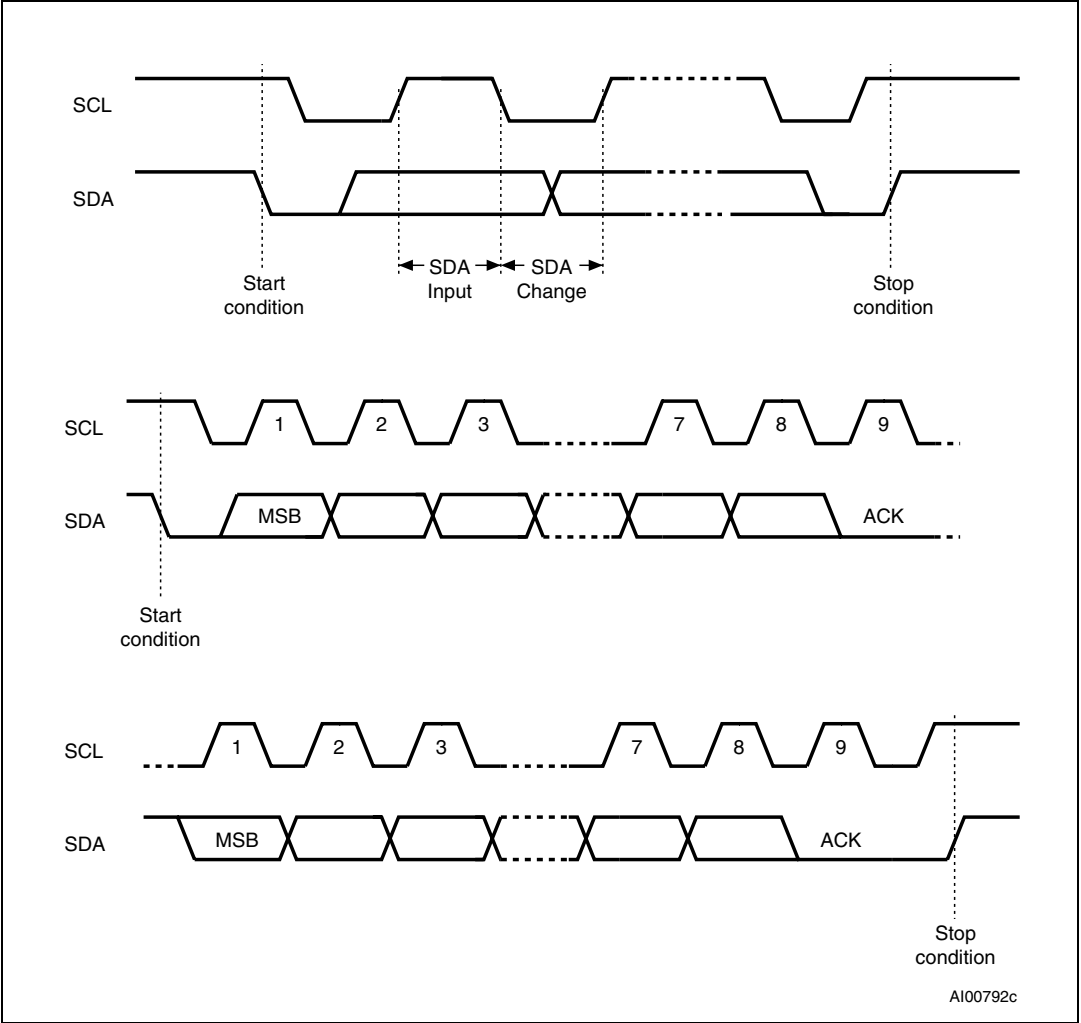 SCL
SDA
SDA Input
SDA Change
Start condition
Stop condition
SCL
1 2 3 7 8 9
SDA
MSB ACK
Start condition
SCL
1 2 3 7 8 9
SDA
MSB ACK
Stop condition
AI00792c